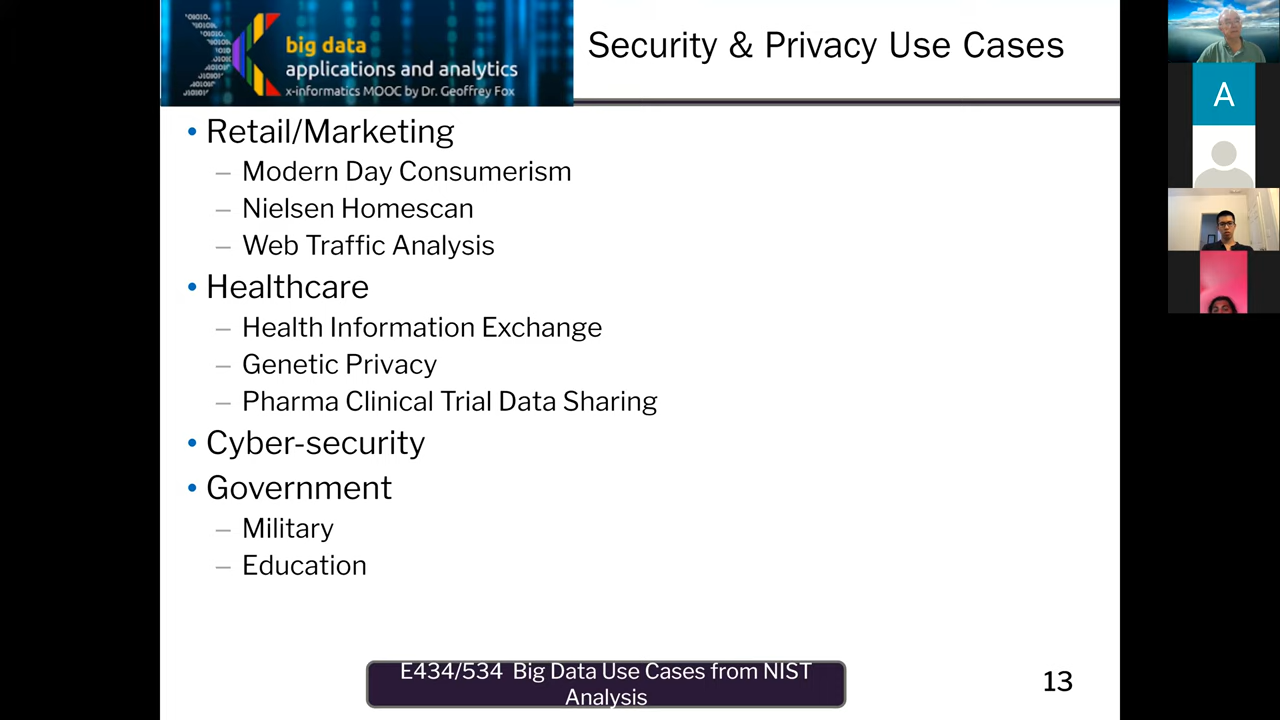 big data
applications and analytics
x-informatics MOOC by Dr. Geoffrey Fox
Security & Privacy Use Cases
• Retail/Marketing
– Modern Day Consumerism
– Nielsen Homescan
– Web Traffic Analysis
• Healthcare
– Health Information Exchange
– Genetic Privacy
– Pharma Clinical Trial Data Sharing
• Cyber-security
• Government
– Military
– Education
E434/534 Big Data Use Cases from NIST
Analysis
13
A